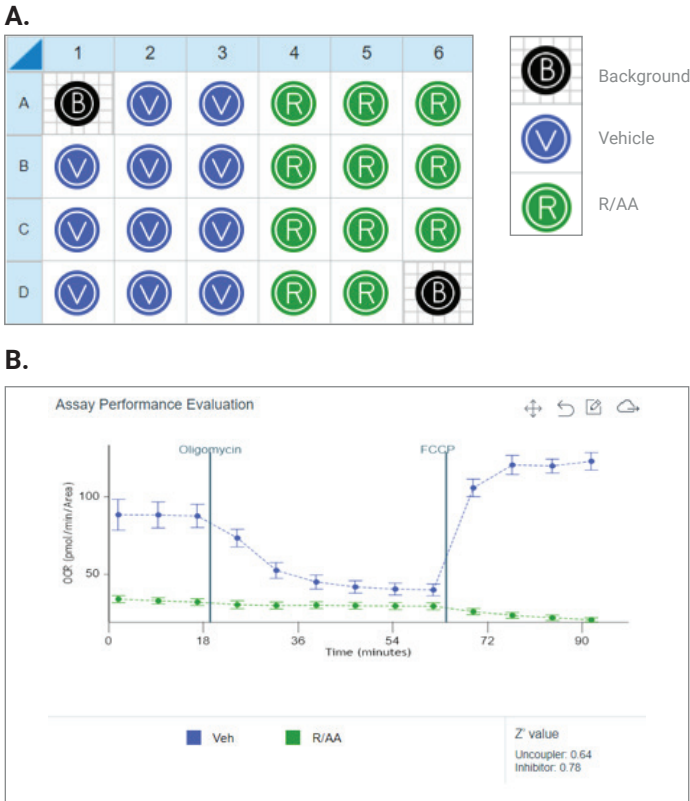 A.
1 2 3 4 5 6
A B V V R R R
B V V V R R R
C V V V R R R
D V V V R R B
B Background
V Vehicle
R R/AA
B.
Assay Performance Evaluation
Oligomycin FCCP
OCR (pmol/min/Area)
100
50
0 18 36 54 72 90
Time (minutes)
Veh R/AA
Z' value
Uncoupler: 0.64
Inhibitor: 0.78